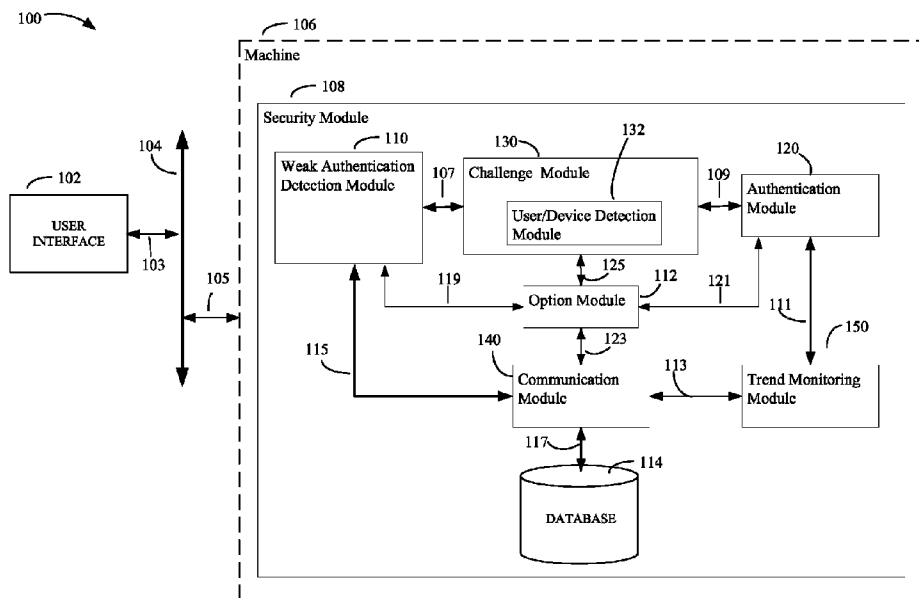 100
106
Machine
108
Security Module
104
110
130
132
120
102
Weak Authentication
Detection Module
107
Challenge Module
109
Authentication
Module
USER
INTERFACE
User/Device Detection
Module
103
125
112
105
119
Option Module
121
111
150
115
140
123
Communication
Module
113
Trend Monitoring
Module
117
114
DATABASE